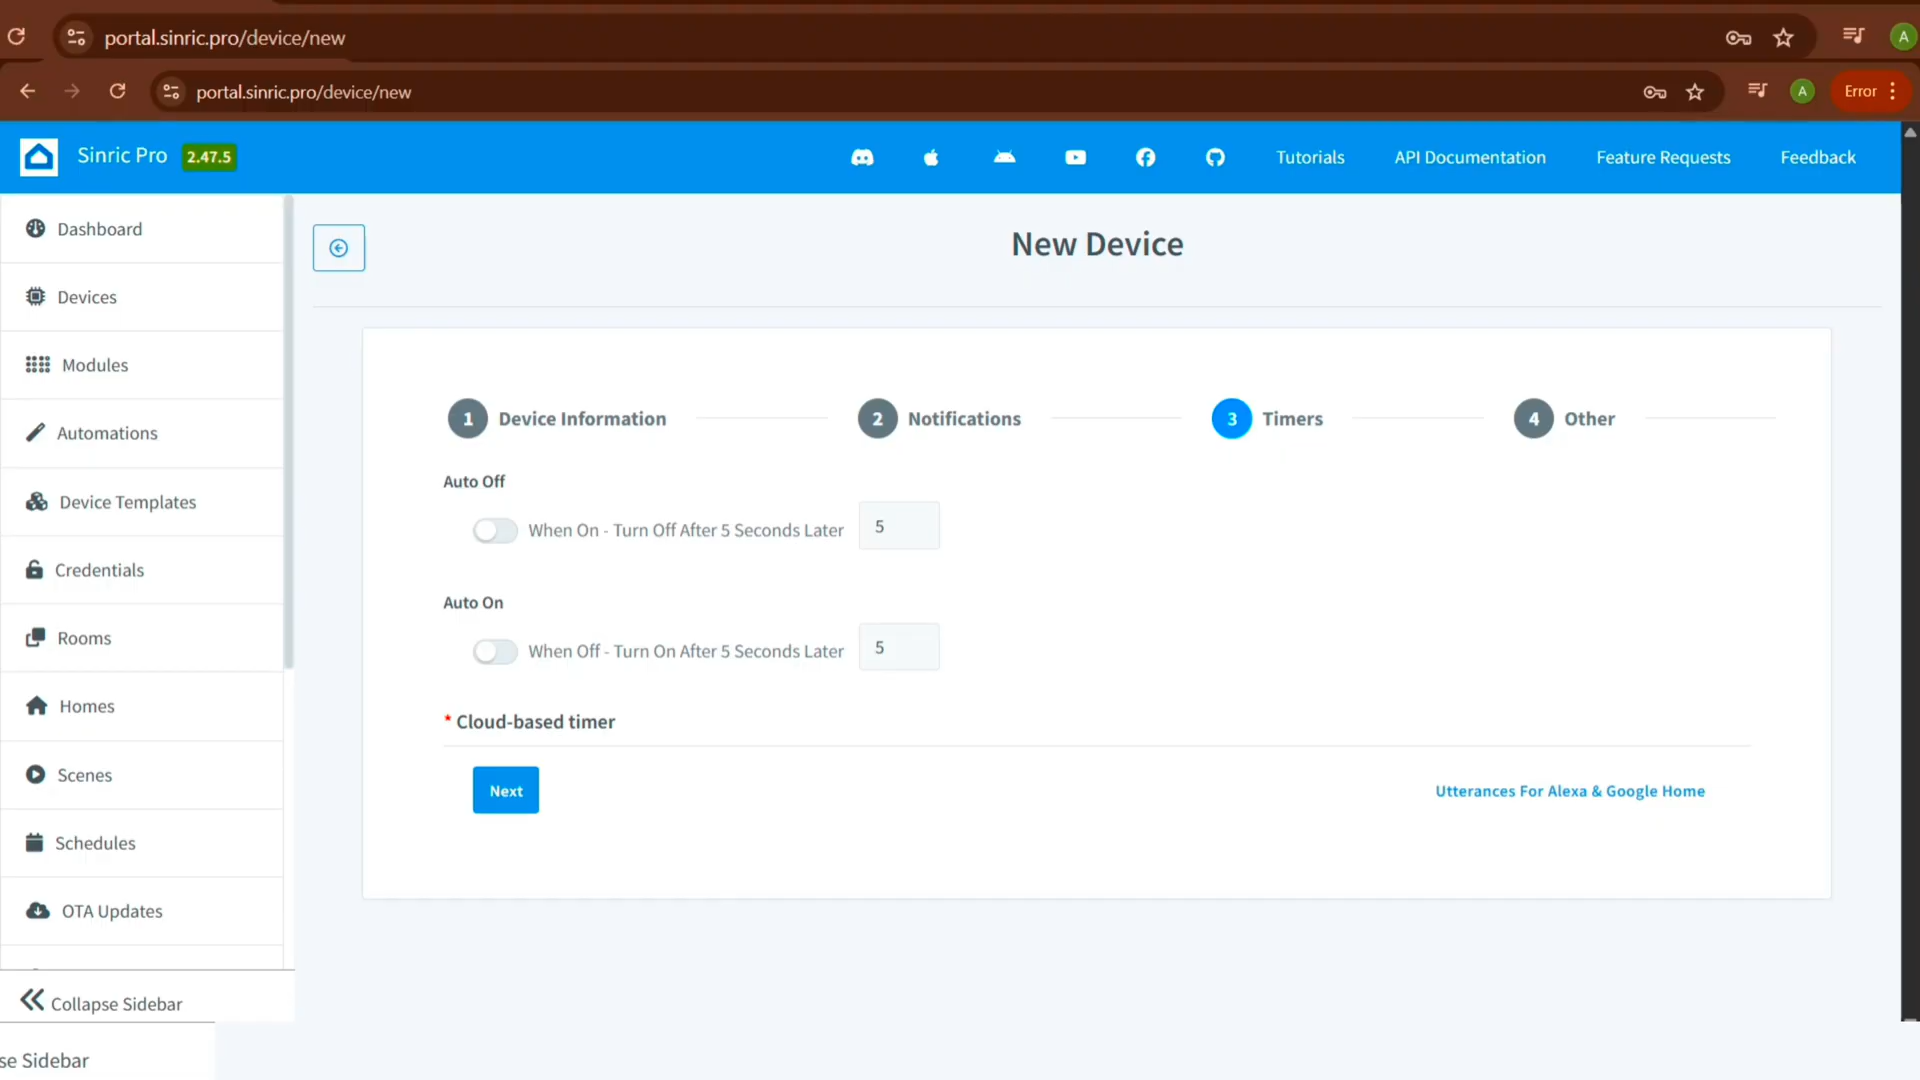 portal.sinric.pro/device/new
A
portal.sinric.pro/device/new
A
Error
Sinric Pro 2.47.5
Tutorials
API Documentation
Feature Requests
Feedback
Dashboard
Devices
Modules
Automations
Device Templates
Credentials
Rooms
Homes
Scenes
Schedules
OTA Updates
Collapse Sidebar
se Sidebar
New Device
1 Device Information
2 Notifications
3 Timers
4 Other
Auto Off
When On - Turn Off After 5 Seconds Later 5
Auto On
When Off - Turn On After 5 Seconds Later 5
* Cloud-based timer
Next
Utterances For Alexa & Google Home